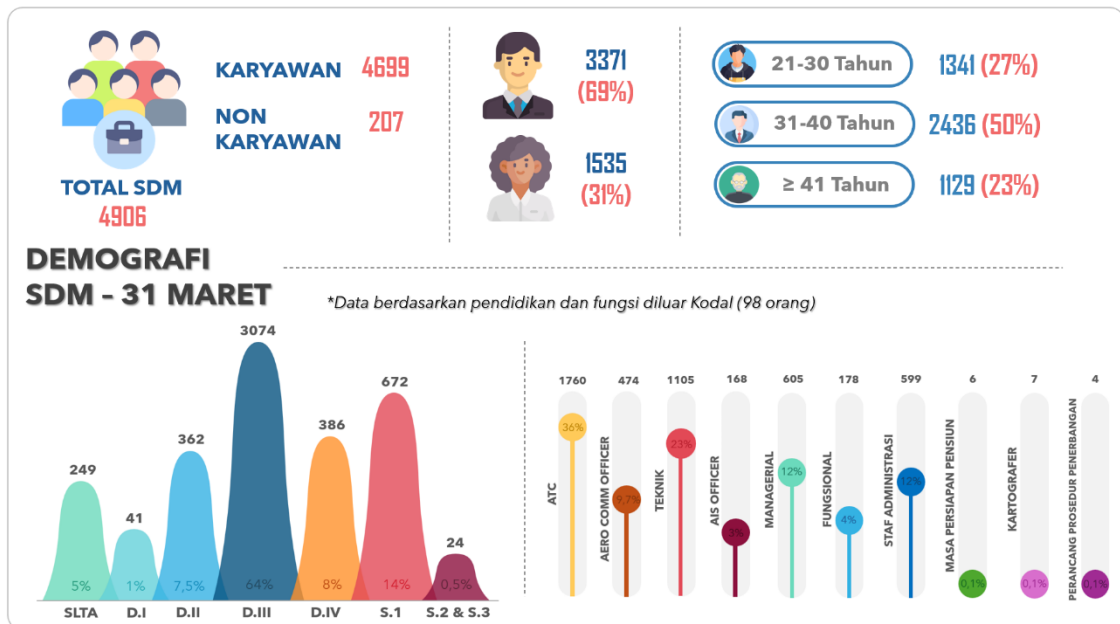 KARYAWAN 4699
NON
KARYAWAN 207
TOTAL SDM
4906
3371
(69%)
1535
(31%)
21-30 Tahun 1341 (27%)
31-40 Tahun 2436 (50%)
≥ 41 Tahun 1129 (23%)
DEMOGRAFI
SDM – 31 MARET
*Data berdasarkan pendidikan dan fungsi diluar Kodal (98 orang)
249 41 362 3074 386 672 24
5% 1% 7,5% 64% 8% 14% 0,5%
SLTA D.I D.II D.III D.IV S.1 S.2 & S.3
1760 474 1105 168 605 178 599 6 7 4
36% 9,7% 23% 3% 12% 4% 12% 0,1% 0,1% 0,1%
ATC
AERO COMM OFFICER
TEKNIK
AIS OFFICER
MANAGERIAL
FUNGSIONAL
STAF ADMINISTRASI
MASA PERSIAPAN PENSIUN
KARTOGRAFER
PERANCANG PROSEDUR PENERBANGAN